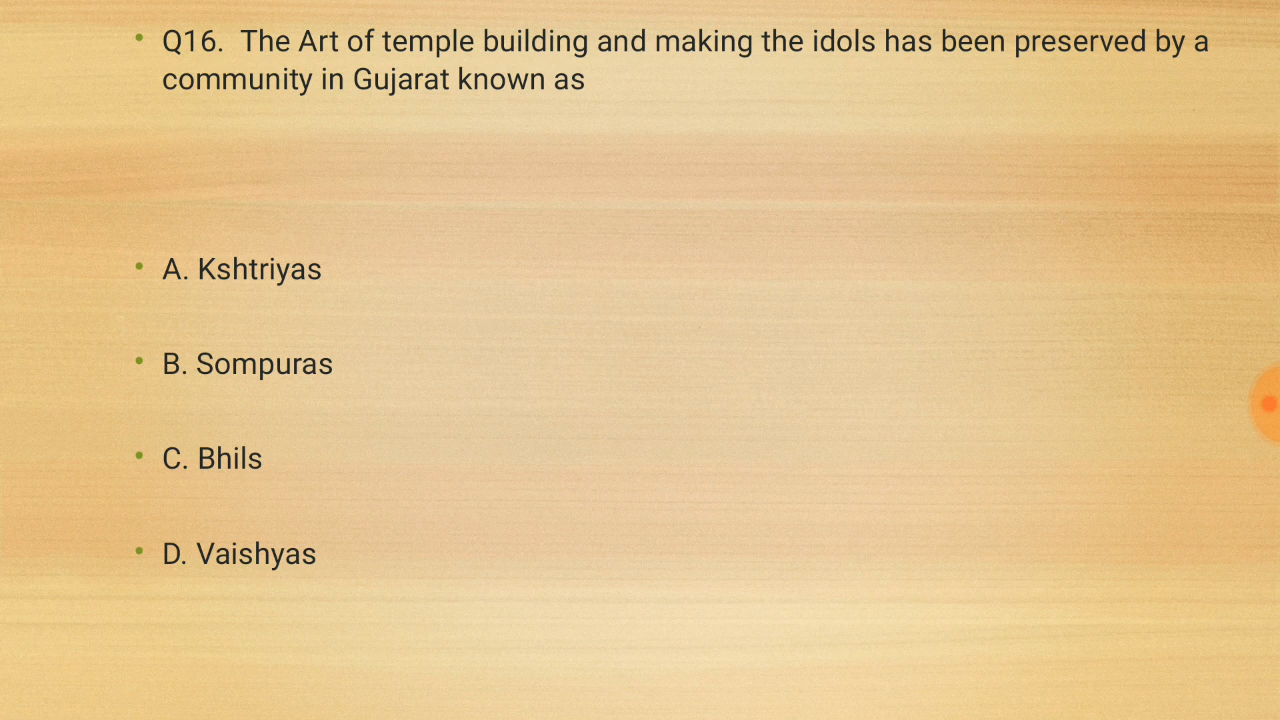 • Q16.  The Art of temple building and making the idols has been preserved by a
community in Gujarat known as
• A. Kshtriyas
• B. Sompuras
• C. Bhils
• D. Vaishyas